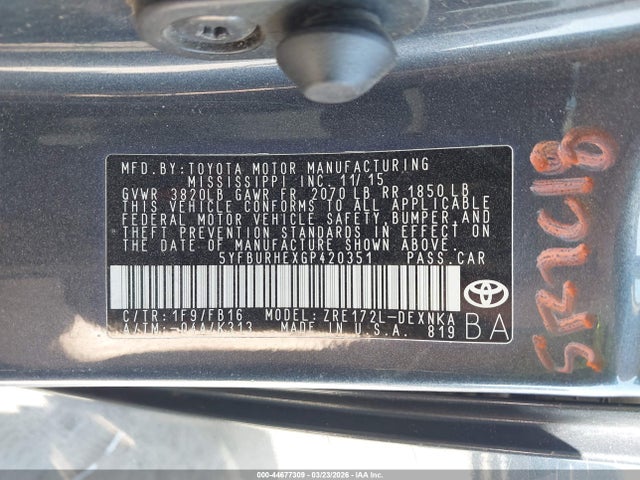 MFD.BY:TOYOTA MOTOR MANUFACTURING
MISSISSIPPI INC. 11/15
GVWR 3820LB GAWR FR 2070 LB RR 1850 LB
THIS VEHICLE CONFORMS TO ALL APPLICABLE
FEDERAL MOTOR VEHICLE SAFETY, BUMPER, AND
THEFT PREVENTION STANDARDS IN EFFECT ON
THE DATE OF MANUFACTURE SHOWN ABOVE.
5YFBURHEXGP420351 PASS.CAR
C/TR: 1F9/FB16 MODEL: ZRE172L-DEXNKA
A/TM: -04A/K313 MADE IN U.S.A. 819
BA
00-44677309 | 03/23/2026 | IAAI-CA